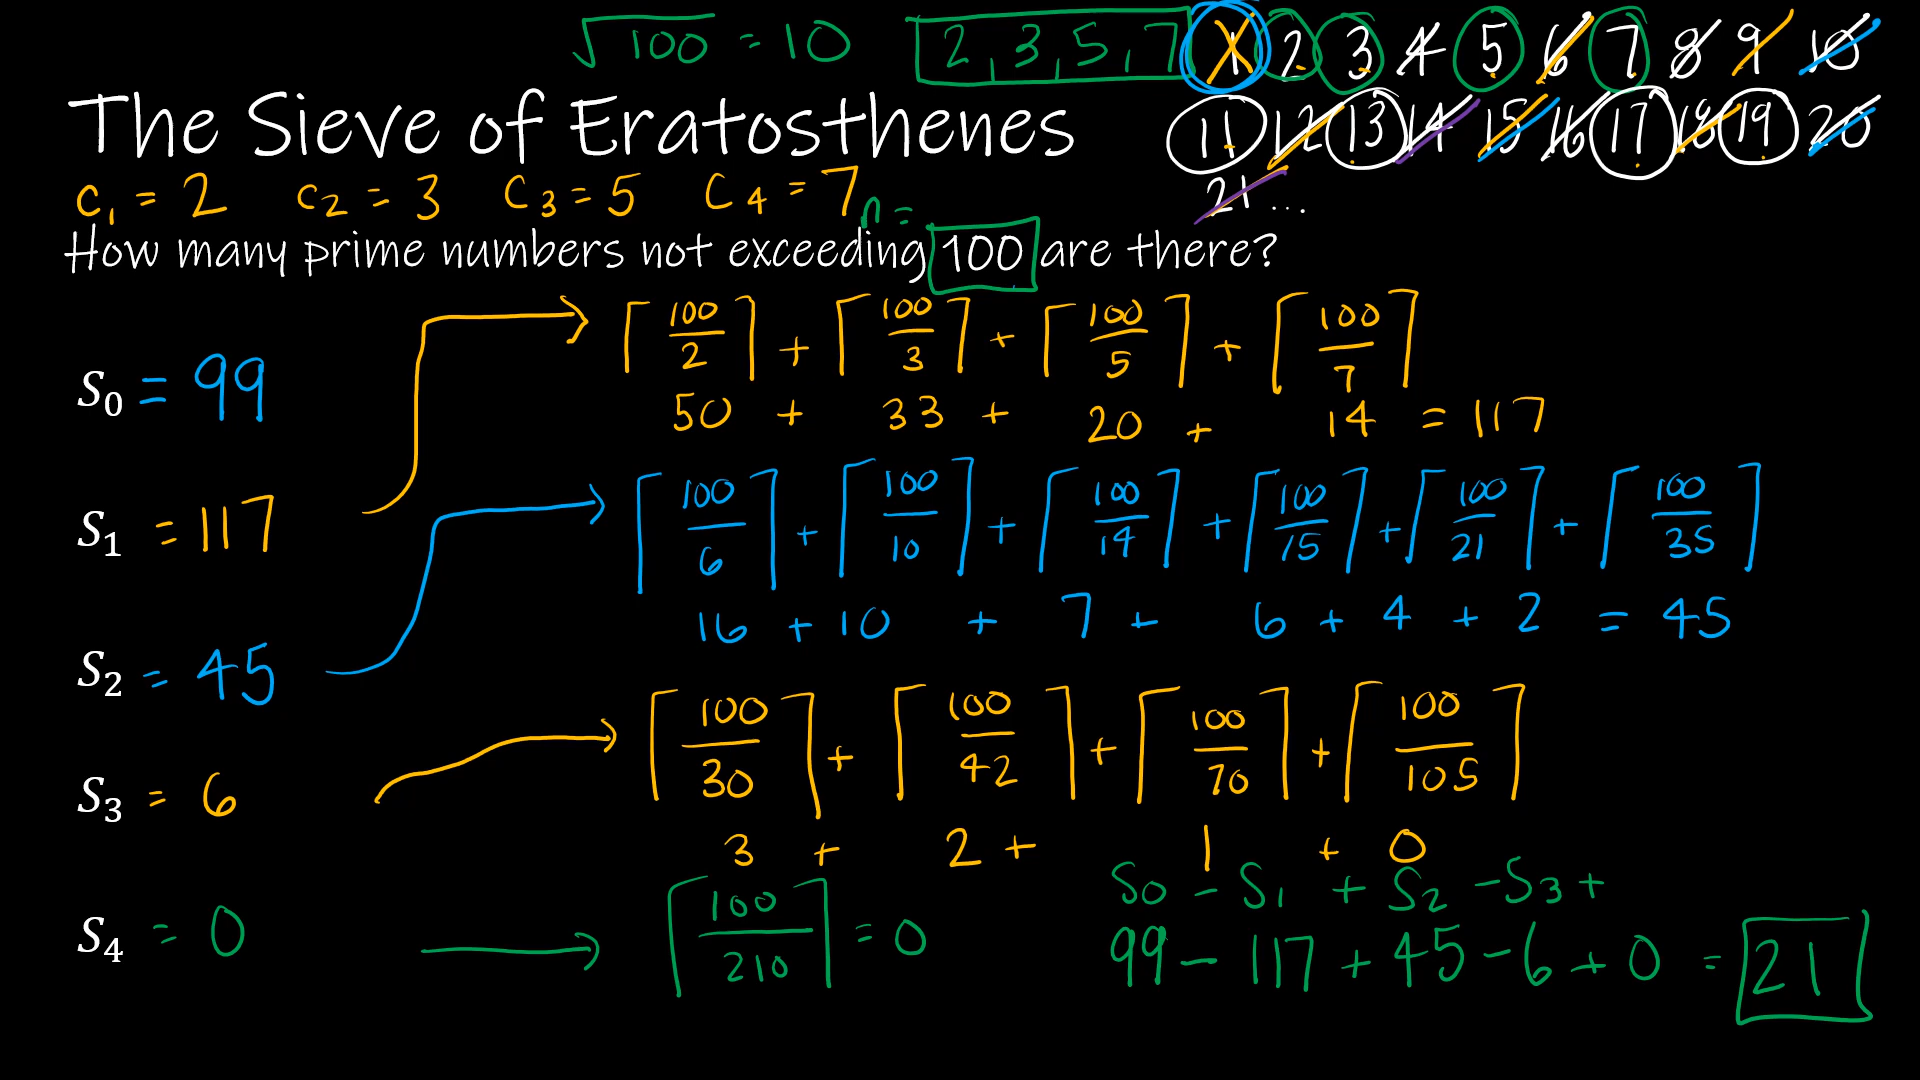 √100 = 10 2, 3, 5, 7 1 2 3 4 5 6 7 8 9 10
The Sieve of Eratosthenes 11 12 13 14 15 16 17 18 19 20
c₁ = 2 c₂ = 3 c₃ = 5 c₄ = 7 21 ...
n =
How many prime numbers not exceeding 100 are there?
S₀ = 99
⌈100/2⌉ + ⌈100/3⌉ + ⌈100/5⌉ + ⌈100/7⌉
50 + 33 + 20 + 14 = 117
S₁ = 117
⌈100/6⌉ + ⌈100/10⌉ + ⌈100/14⌉ + ⌈100/15⌉ + ⌈100/21⌉ + ⌈100/35⌉
16 + 10 + 7 + 6 + 4 + 2 = 45
S₂ = 45
⌈100/30⌉ + ⌈100/42⌉ + ⌈100/70⌉ + ⌈100/105⌉
S₃ = 6
3 + 2 + 1 + 0
S₀ - S₁ + S₂ - S₃ +
S₄ = 0
⌈100/210⌉ = 0
99 - 117 + 45 - 6 + 0 = 21